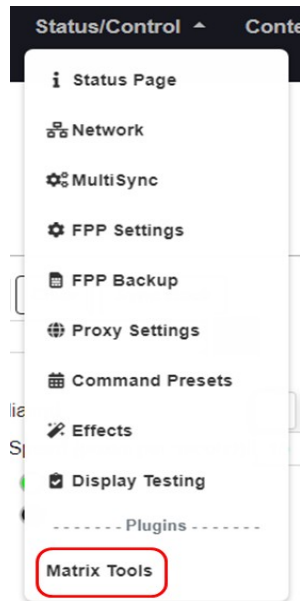 Status/Control Conte
Status Page
Network
MultiSync
FPP Settings
FPP Backup
Proxy Settings
Command Presets
Effects
Display Testing
- - - - - - - Plugins - - - - - - -
Matrix Tools